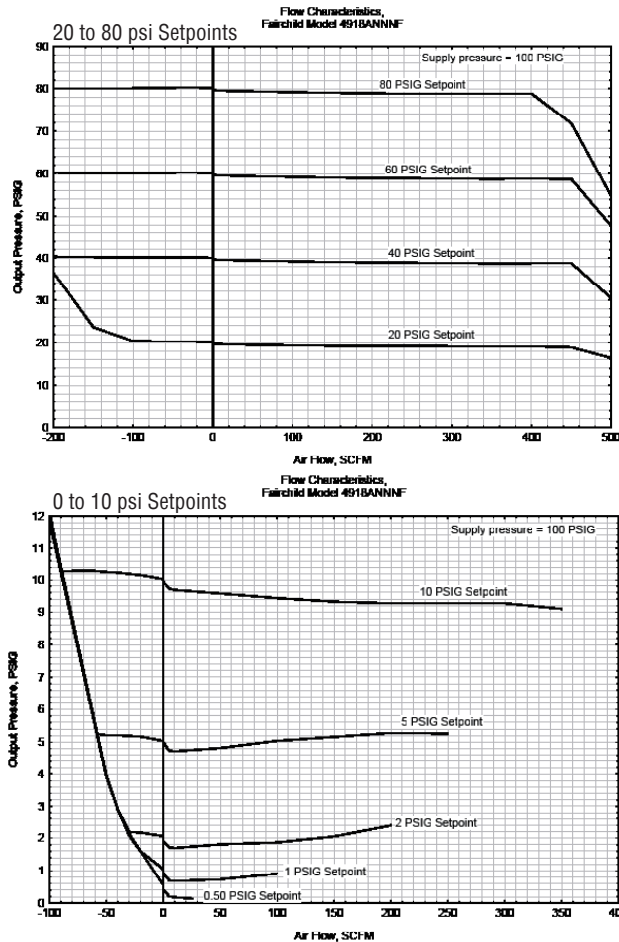 Flow Characteristics,
Fairchild Model 4918ANNNF
20 to 80 psi Setpoints
Supply pressure = 100 PSIG
80 PSIG Setpoint
60 PSIG Setpoint
40 PSIG Setpoint
20 PSIG Setpoint
Output Pressure, PSIG
90
80
70
60
50
40
30
20
10
0
-200 -100 0 100 200 300 400 500
Air Flow, SCFM
Flow Characteristics,
Fairchild Model 4918ANNNF
0 to 10 psi Setpoints
Supply pressure = 100 PSIG
10 PSIG Setpoint
5 PSIG Setpoint
2 PSIG Setpoint
1 PSIG Setpoint
0.50 PSIG Setpoint
Output Pressure, PSIG
12
11
10
9
8
7
6
5
4
3
2
1
0
-100 -50 0 50 100 150 200 250 300 350 400
Air Flow, SCFM